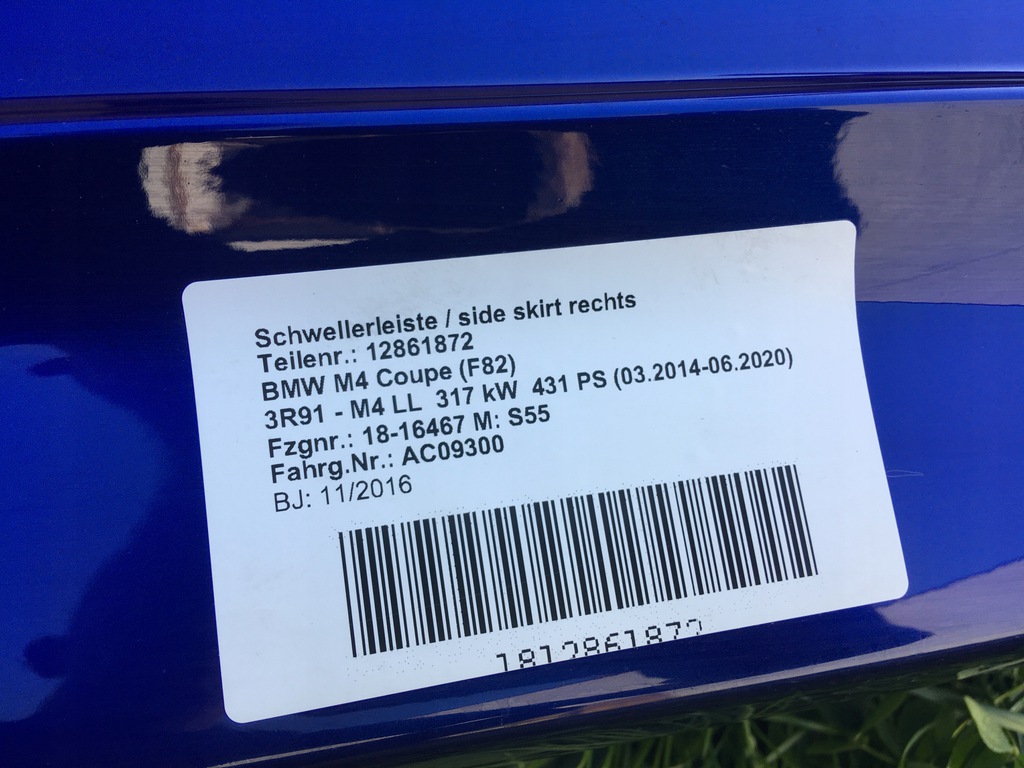 Schwellerleiste / side skirt rechts
Teilenr.: 12861872
BMW M4 Coupe (F82)
3R91 - M4 LL 317 kW 431 PS (03.2014-06.2020)
Fzgnr.: 18-16467 M: S55
Fahrg.Nr.: AC09300
BJ: 11/2016
1812861872